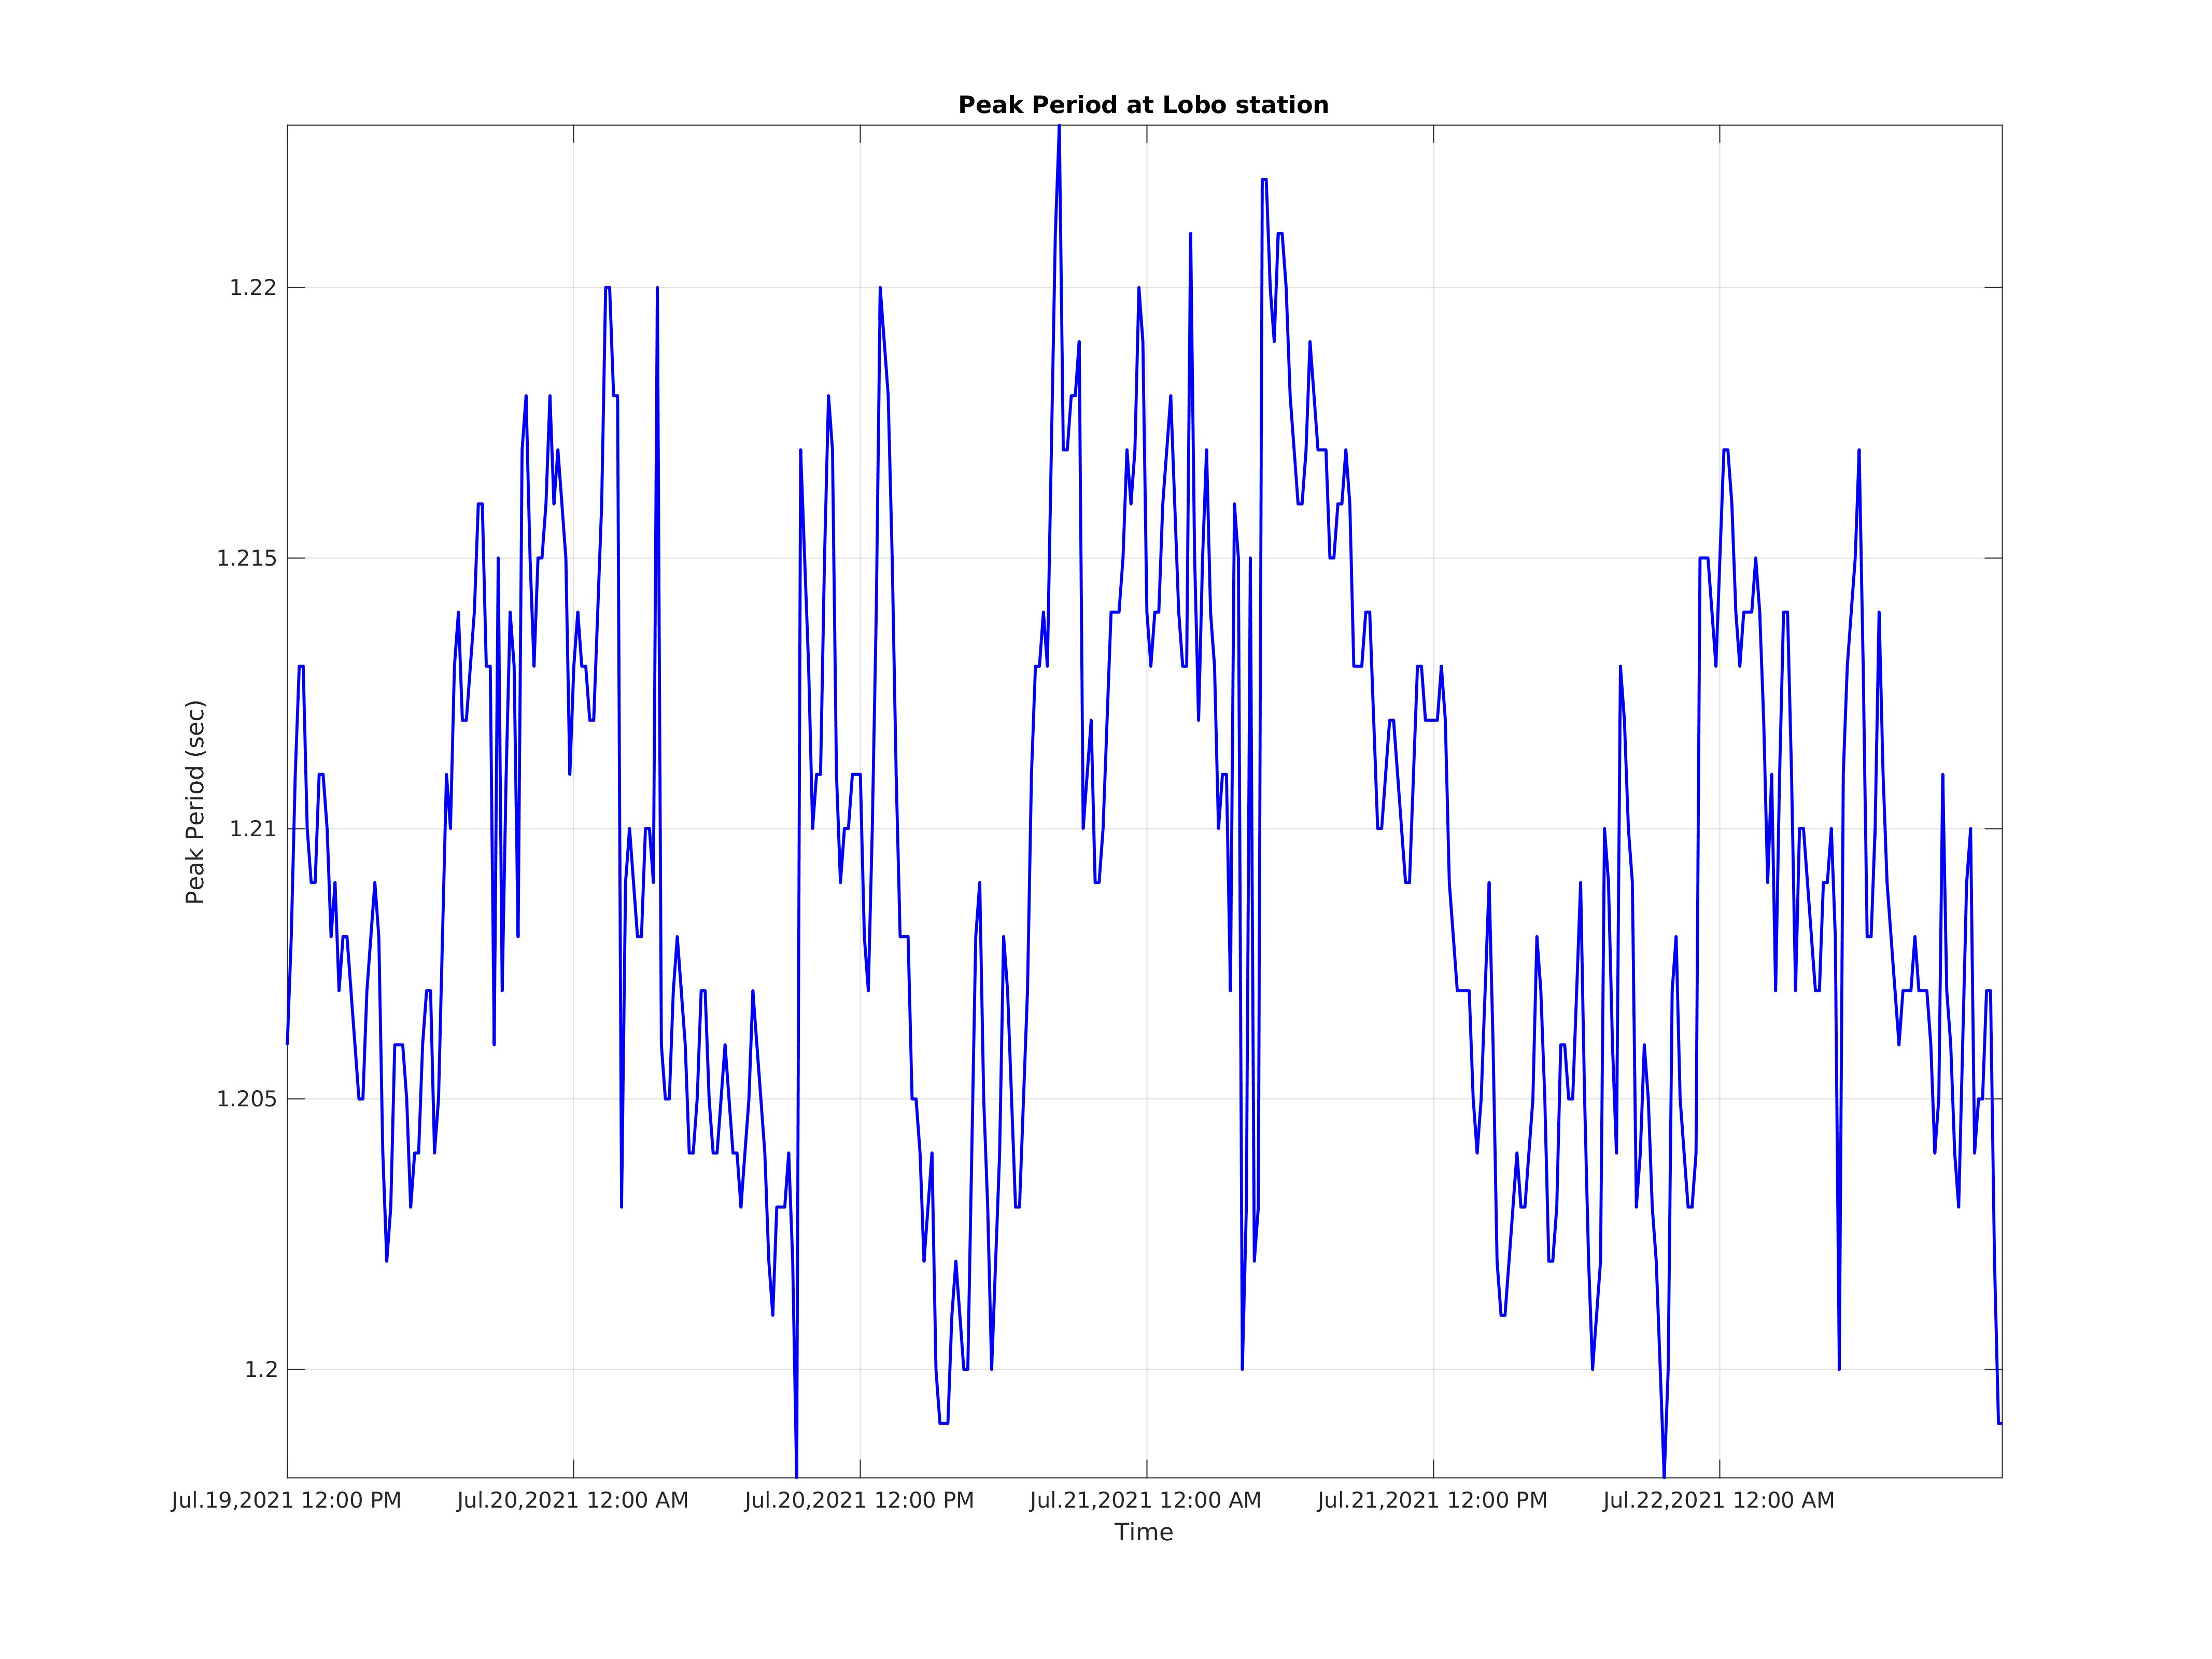 Peak Period at Lobo station
Peak Period (sec)
1.22
1.215
1.21
1.205
1.2
Jul.19,2021 12:00 PM
Jul.20,2021 12:00 AM
Jul.20,2021 12:00 PM
Jul.21,2021 12:00 AM
Jul.21,2021 12:00 PM
Jul.22,2021 12:00 AM
Time